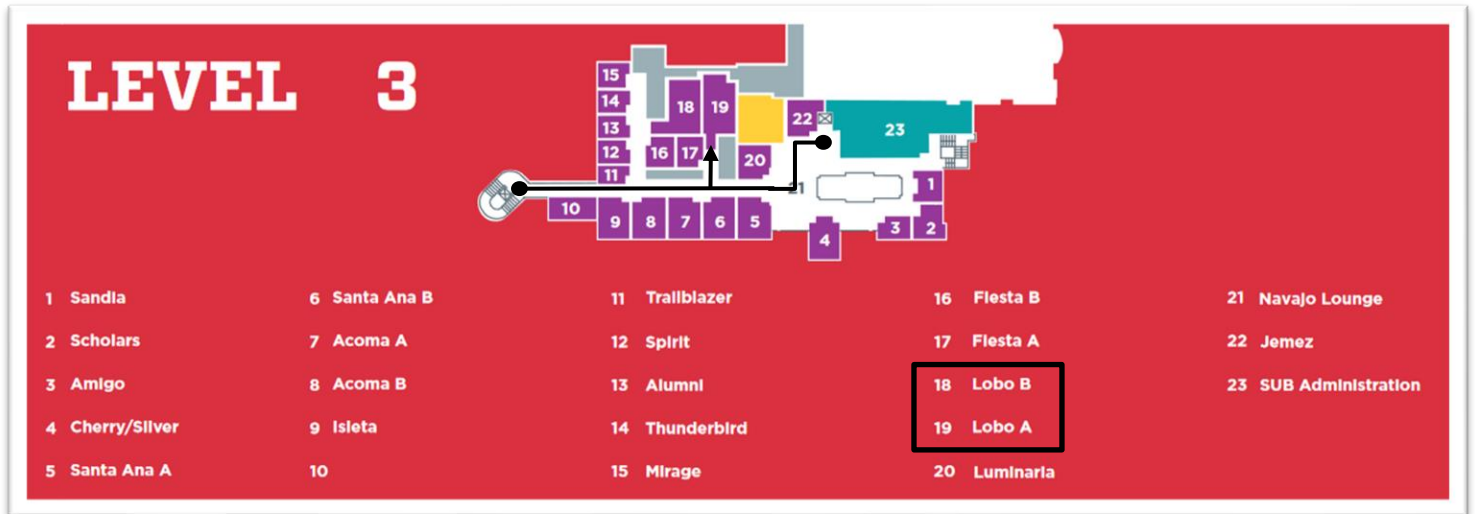 LEVEL 3
15
14
18 19
13
22
23
12
16 17
20
11
21
1
10
9 8 7 6 5
3 2
4
1 Sandia
2 Scholars
3 Amigo
4 Cherry/Silver
5 Santa Ana A
6 Santa Ana B
7 Acoma A
8 Acoma B
9 Isleta
10
11 Trailblazer
12 Spirit
13 Alumni
14 Thunderbird
15 Mirage
16 Fiesta B
17 Fiesta A
18 Lobo B
19 Lobo A
20 Luminaria
21 Navajo Lounge
22 Jemez
23 SUB Administration